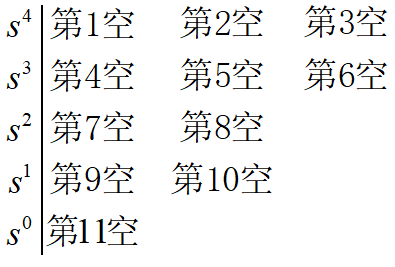 s⁴ 第1空 第2空 第3空
s³ 第4空 第5空 第6空
s² 第7空 第8空
s¹ 第9空 第10空
s⁰ 第11空